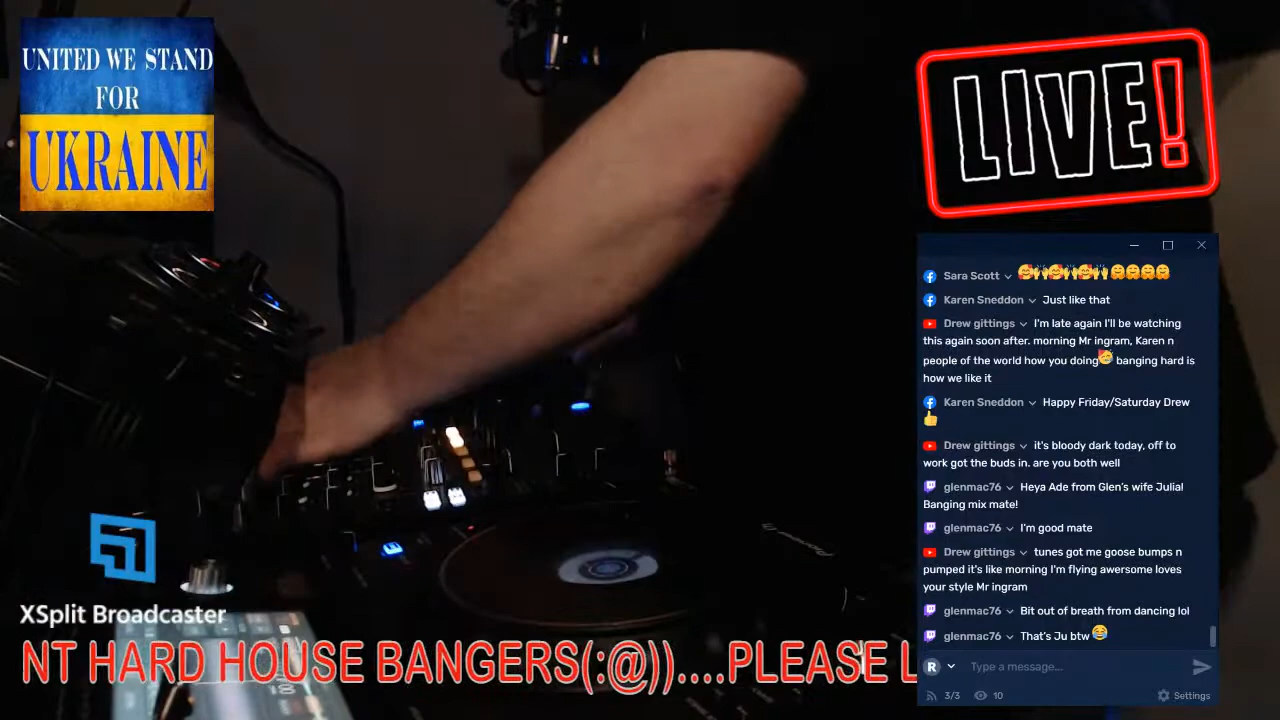 UNITED WE STAND
FOR
UKRAINE
LIVE!
Sara Scott 🥰🙌🥰🙌🥰🙌🤗🤗🤗🤗
Karen Sneddon Just like that
Drew gittings I'm late again I'll be watching
this again soon after. morning Mr ingram, Karen n
people of the world how you doing🥳 banging hard is
how we like it
Karen Sneddon Happy Friday/Saturday Drew
👍
Drew gittings it's bloody dark today, off to
work got the buds in. are you both well
glenmac76 Heya Ade from Glen's wife Julia!
Banging mix mate!
glenmac76 I'm good mate
Drew gittings tunes got me goose bumps n
pumped it's like morning I'm flying awersome loves
your style Mr ingram
glenmac76 Bit out of breath from dancing lol
glenmac76 That's Ju btw 😂
R Type a message...
3/3 10 Settings
XSplit Broadcaster
NT HARD HOUSE BANGERS(:@))....PLEASE L